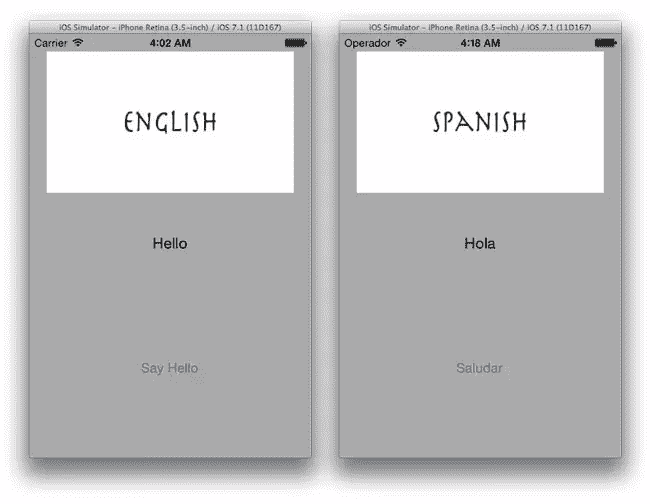 iOS Simulator - iPhone Retina (3.5-inch) / iOS 7.1 (11D167)
Carrier 4:02 AM
ENGLISH
Hello
Say Hello
iOS Simulator - iPhone Retina (3.5-inch) / iOS 7.1 (11D167)
Operador 4:18 AM
SPANISH
Hola
Saludar